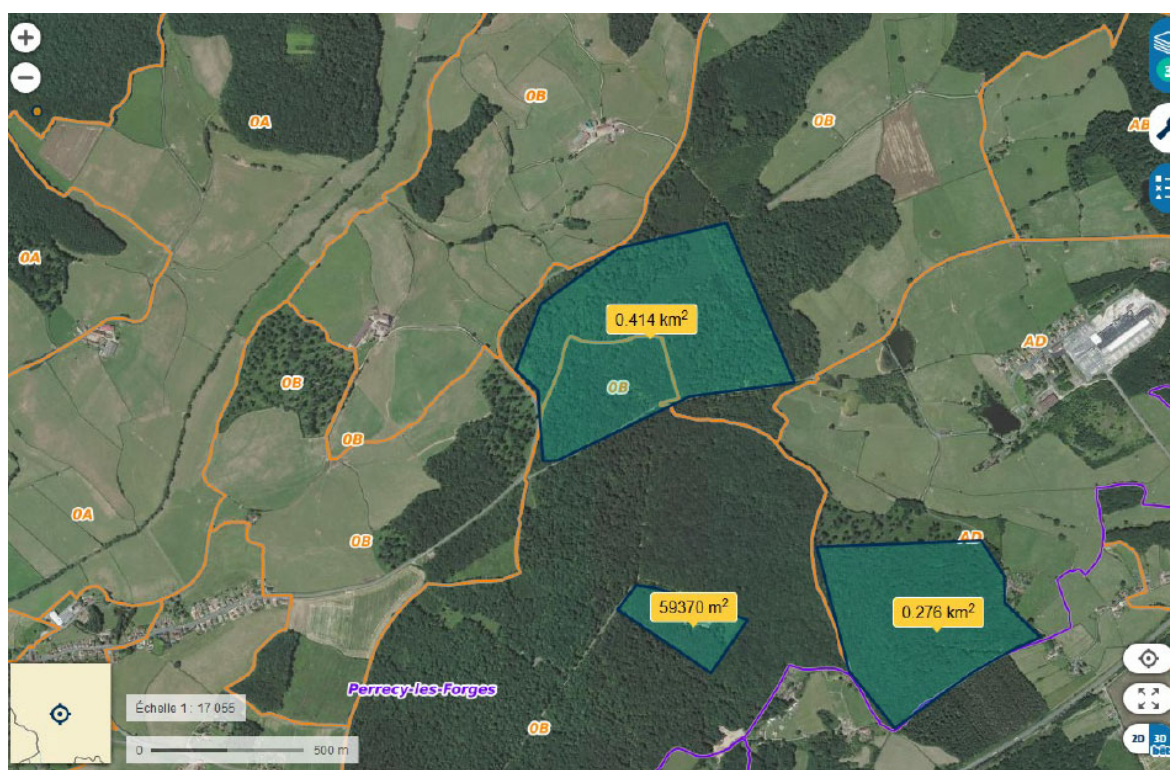 0B
0A
0B
AB
0A
0.414 km²
AD
0B
0B
0B
0A
0B
AD
59370 m²
0.276 km²
Perrecy-les-Forges
Échelle 1 : 17 055
0B
0 500 m
2D 3D